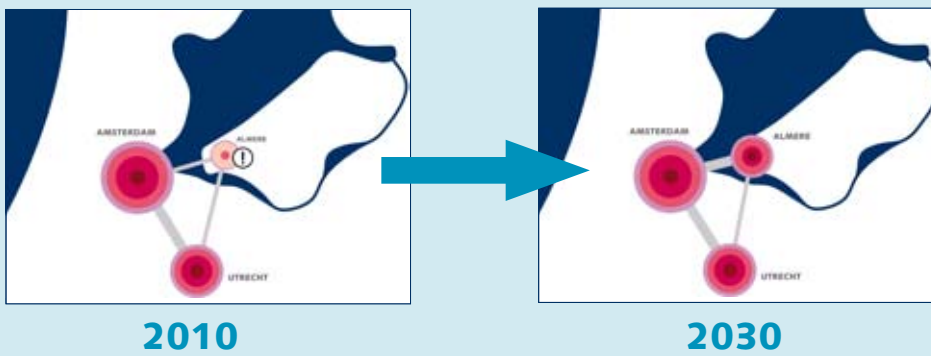 AMSTERDAM
ALMERE
!
UTRECHT
AMSTERDAM
ALMERE
UTRECHT
2010
2030